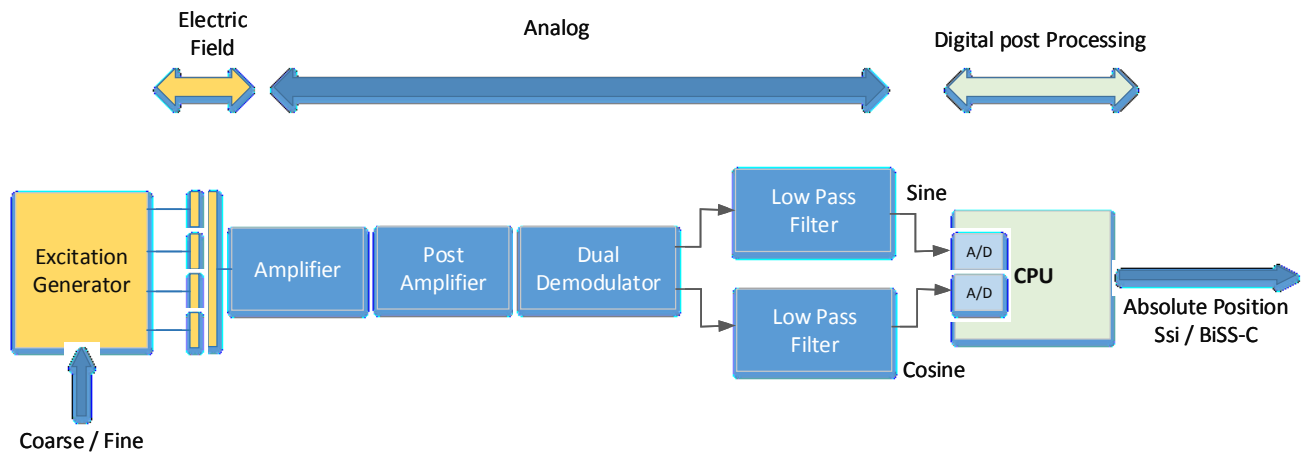 Electric
Field
Analog
Digital post Processing
Excitation
Generator
Amplifier
Post
Amplifier
Dual
Demodulator
Low Pass
Filter
Sine
Low Pass
Filter
Cosine
A/D
A/D
CPU
Absolute Position
Ssi / BiSS-C
Coarse / Fine